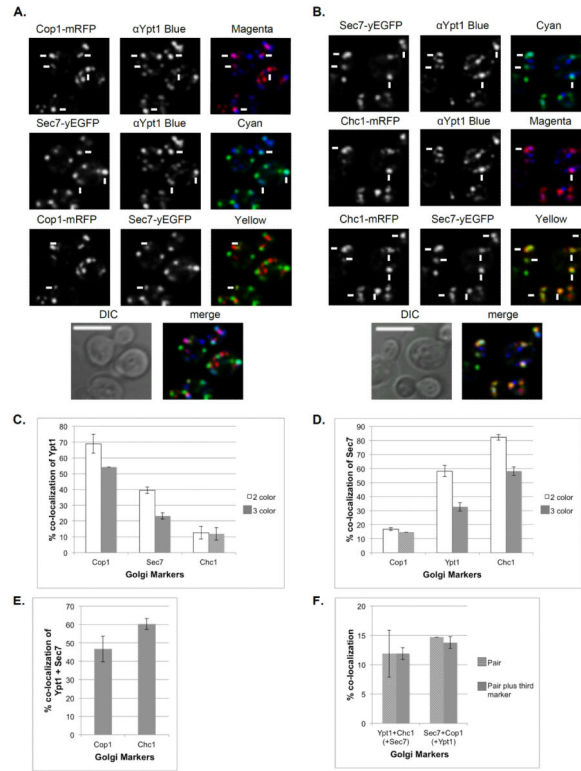 A.
B.
Cop1-mRFP αYpt1 Blue Magenta
Sec7-yEGFP αYpt1 Blue Cyan
Sec7-yEGFP αYpt1 Blue Cyan
Chc1-mRFP αYpt1 Blue Magenta
Cop1-mRFP Sec7-yEGFP Yellow
Chc1-mRFP Sec7-yEGFP Yellow
DIC merge
DIC merge
C.
% co-localization of Ypt1
80
70
60
50
40
30
20
10
0
Cop1 Sec7 Chc1
Golgi Markers
2 color
3 color
D.
% co-localization of Sec7
90
80
70
60
50
40
30
20
10
0
Cop1 Ypt1 Chc1
Golgi Markers
2 color
3 color
E.
% co-localization of
Ypt1 + Sec7
70
60
50
40
30
20
10
0
Cop1 Chc1
Golgi Markers
F.
% co-localization
20
15
10
5
0
Ypt1+Chc1 Sec7+Cop1
(+Sec7) (+Ypt1)
Golgi Markers
Pair
Pair plus third
marker